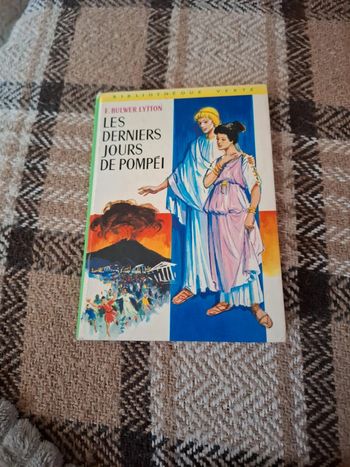 BIBLIOTHÈQUE VERTE
E. BULWER LYTTON
LES
DERNIERS
JOURS
DE POMPÉI